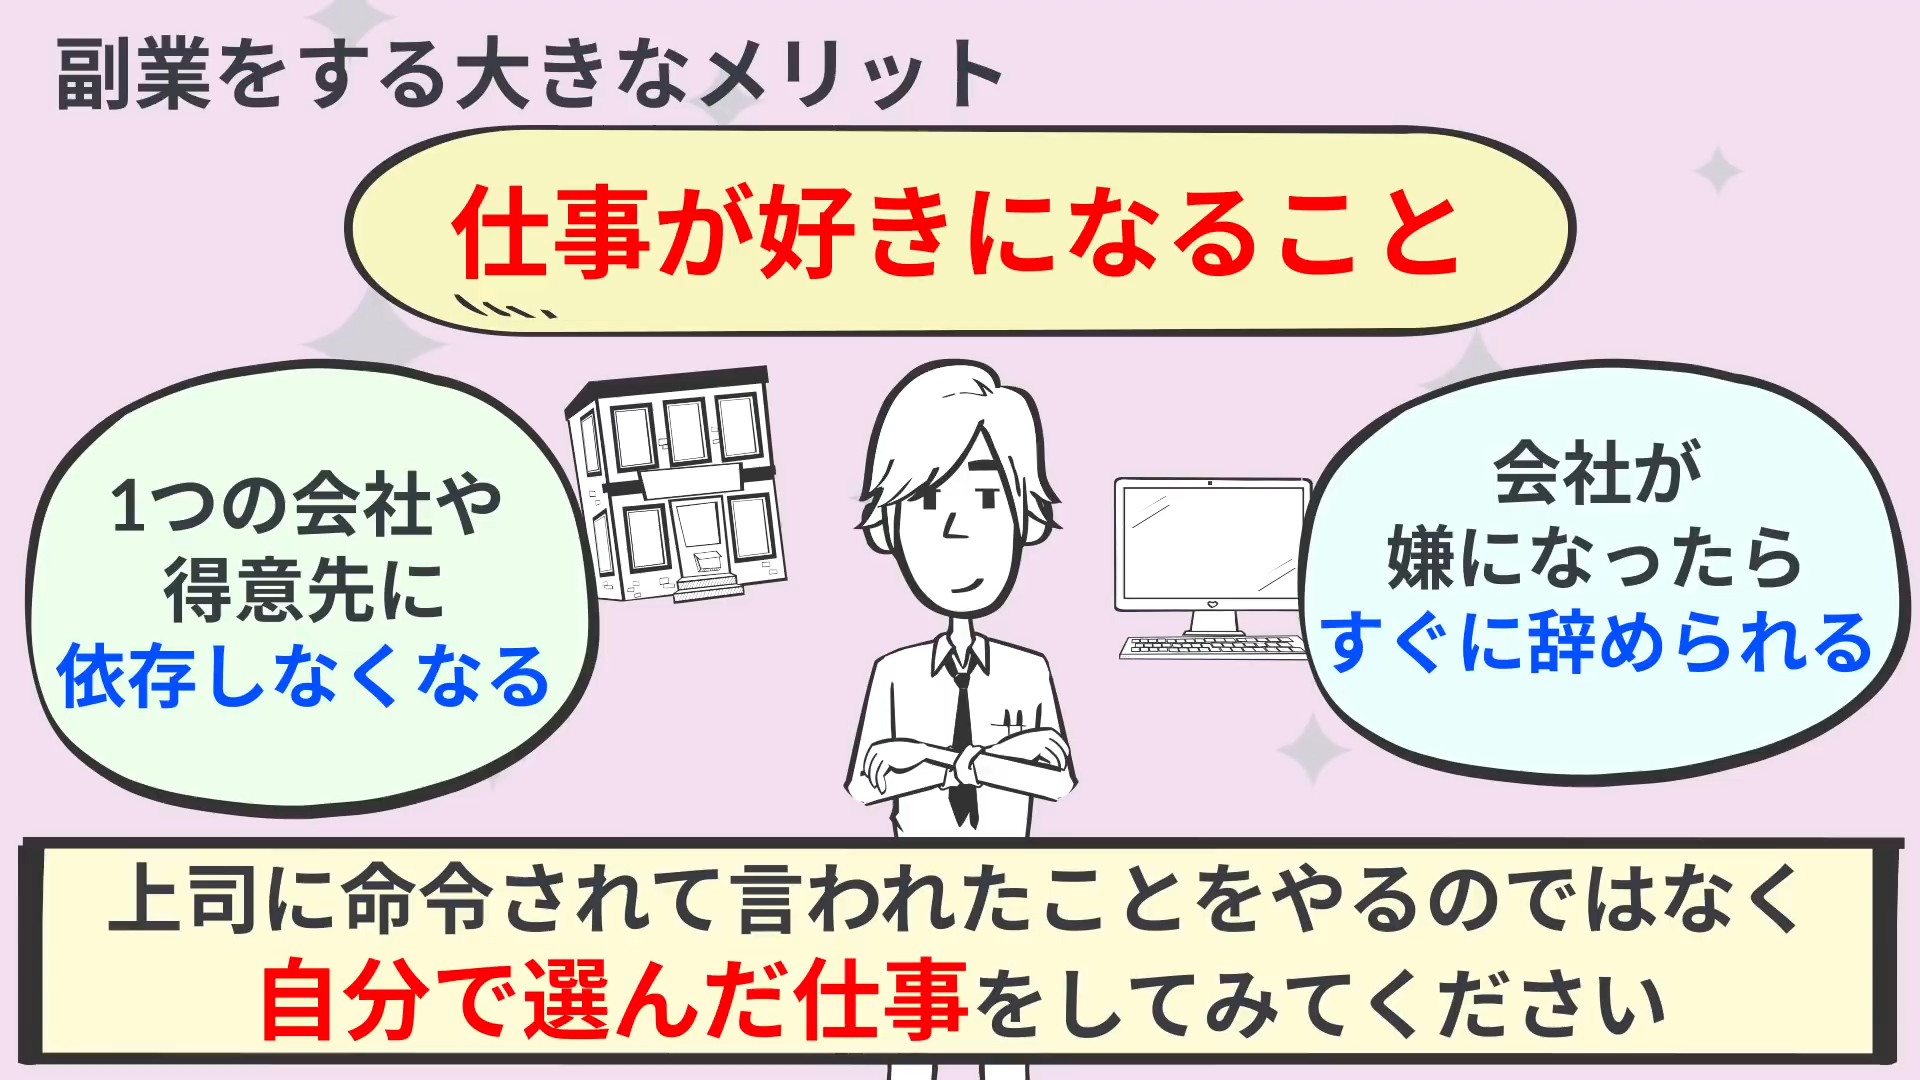 副業をする大きなメリット
仕事が好きになること
1つの会社や
得意先に
依存しなくなる
会社が
嫌になったら
すぐに辞められる
上司に命令されて言われたことをやるのではなく
自分で選んだ仕事をしてみてください